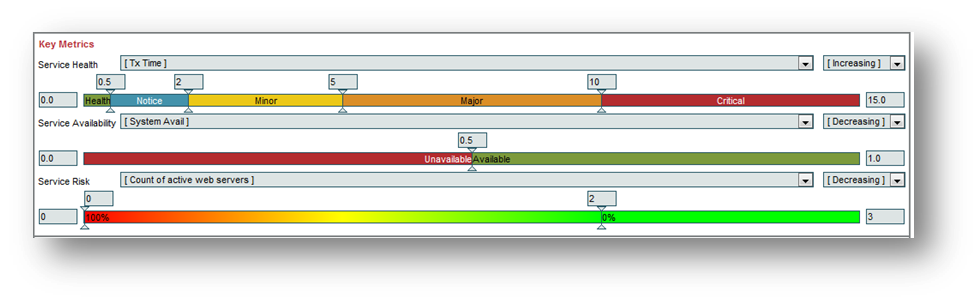 Key Metrics
Service Health [ Tx Time ] [ Increasing ]
0.5 2 5 10
0.0 Health Notice Minor Major Critical 15.0
Service Availability [ System Avail ] [ Decreasing ]
0.5
0.0 Unavailable Available 1.0
Service Risk [ Count of active web servers ] [ Decreasing ]
0 2
0 100% 0% 3